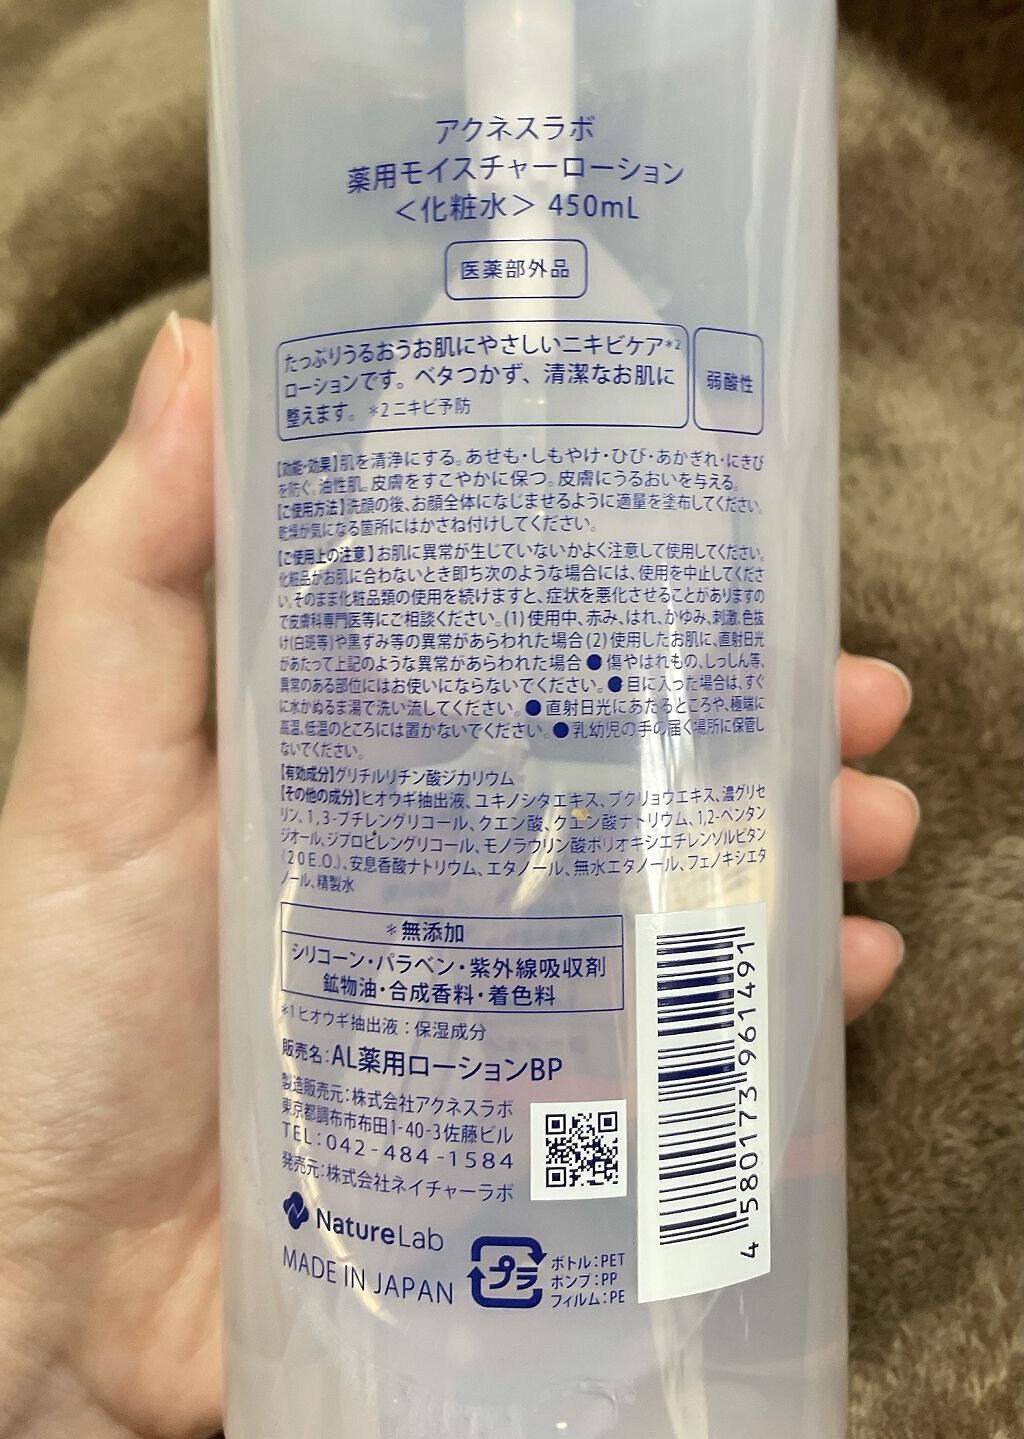 アクネスラボ
薬用モイスチャーローション
＜化粧水＞ 450mL
医薬部外品
たっぷりうるおうお肌にやさしいニキビケア*2
ローションです。ベタつかず、清潔なお肌に
整えます。 *2 ニキビ予防
弱酸性
【効能・効果】肌を清浄にする。あせも・しもやけ・ひび・あかぎれ・にきび
を防ぐ。油性肌。皮膚をすこやかに保つ。皮膚にうるおいを与える。
【ご使用方法】洗顔の後、お顔全体になじませるように適量を塗布してください。
乾燥が気になる箇所にはかさね付けしてください。
【ご使用上の注意】お肌に異常が生じていないかよく注意して使用してください。
化粧品がお肌に合わないとき即ち次のような場合には、使用を中止してくださ
い。そのまま化粧品類の使用を続けますと、症状を悪化させることがありますの
で皮膚科専門医等にご相談ください。(1)使用中、赤み、はれ、かゆみ、刺激、色抜
け(白斑等)や黒ずみ等の異常があらわれた場合(2)使用したお肌に、直射日光
があたって上記のような異常があらわれた場合●傷やはれもの、しっしん等、
異常のある部位にはお使いにならないでください。●目に入った場合は、すぐ
に水かぬるま湯で洗い流してください。●直射日光にあたるところや、極端に
高温、低温のところには置かないでください。●乳幼児の手の届く場所に保管し
ないでください。
【有効成分】グリチルリチン酸ジカリウム
【その他の成分】ヒオウギ抽出液、ユキノシタエキス、ブクリョウエキス、濃グリセ
リン、1,3-ブチレングリコール、クエン酸、クエン酸ナトリウム、1,2-ペンタン
ジオール、ジプロピレングリコール、モノラウリン酸ポリオキシエチレンソルビタン
(20E.O.)、安息香酸ナトリウム、エタノール、無水エタノール、フェノキシエタ
ノール、精製水
*無添加
シリコーン・パラベン・紫外線吸収剤
鉱物油・合成香料・着色料
*1 ヒオウギ抽出液：保湿成分
販売名：AL薬用ローションBP
製造販売元：株式会社アクネスラボ
東京都調布市布田1-40-3佐藤ビル
TEL：042-484-1584
発売元：株式会社ネイチャーラボ
NatureLab
MADE IN JAPAN
プラ
ボトル：PET
ポンプ：PP
フィルム：PE
4580173961491